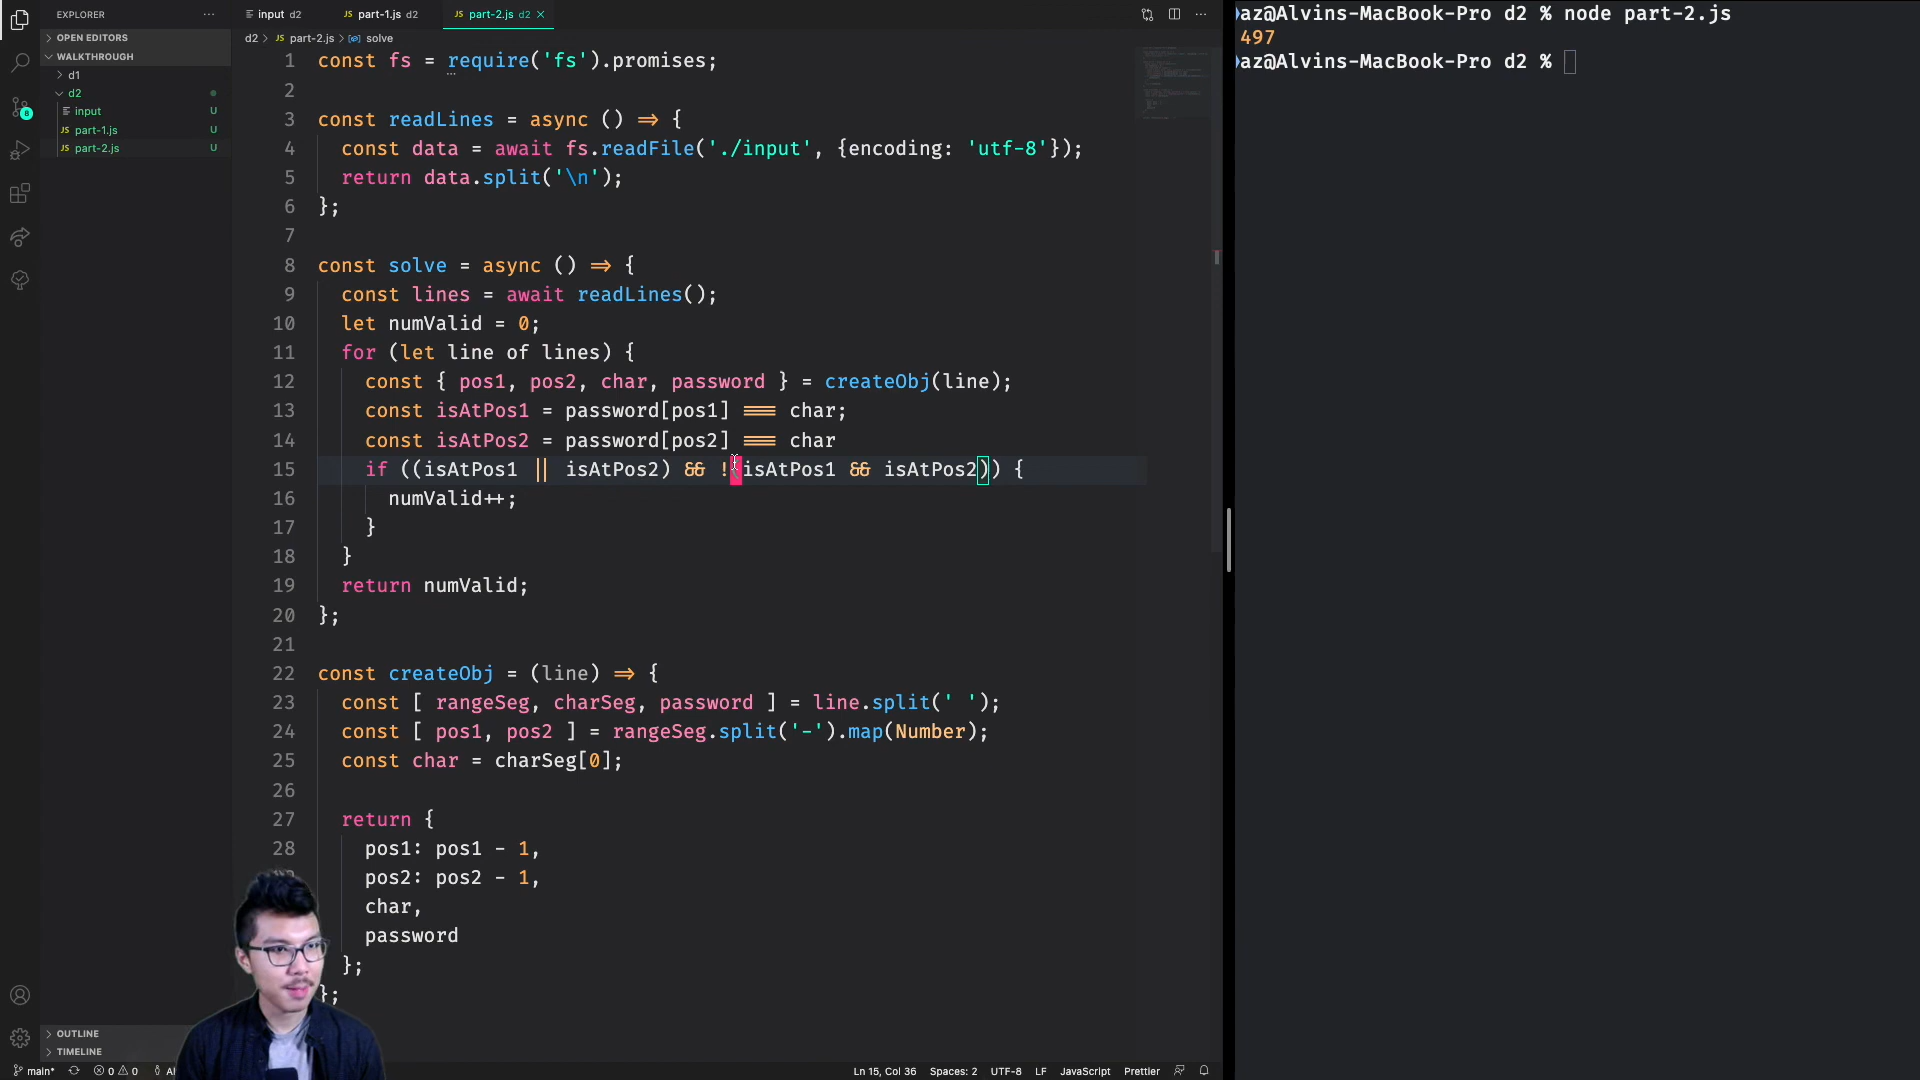 EXPLORER
OPEN EDITORS
WALKTHROUGH
d1
d2
input U
JS part-1.js U
JS part-2.js U
OUTLINE
TIMELINE
input d2
JS part-1.js d2
JS part-2.js d2
d2 > JS part-2.js > solve
1 const fs = require('fs').promises;
2
3 const readLines = async () => {
4 const data = await fs.readFile('./input', {encoding: 'utf-8'});
5 return data.split('\n');
6 };
7
8 const solve = async () => {
9 const lines = await readLines();
10 let numValid = 0;
11 for (let line of lines) {
12 const { pos1, pos2, char, password } = createObj(line);
13 const isAtPos1 = password[pos1] === char;
14 const isAtPos2 = password[pos2] === char
15 if ((isAtPos1 || isAtPos2) && !(isAtPos1 && isAtPos2)) {
16 numValid++;
17 }
18 }
19 return numValid;
20 };
21
22 const createObj = (line) => {
23 const [ rangeSeg, charSeg, password ] = line.split(' ');
24 const [ pos1, pos2 ] = rangeSeg.split('-').map(Number);
25 const char = charSeg[0];
26
27 return {
28 pos1: pos1 - 1,
pos2: pos2 - 1,
char,
password
};
};
az@Alvins-MacBook-Pro d2 % node part-2.js
497
az@Alvins-MacBook-Pro d2 %
8
main* 0 0 Ln 15, Col 36 Spaces: 2 UTF-8 LF JavaScript Prettier